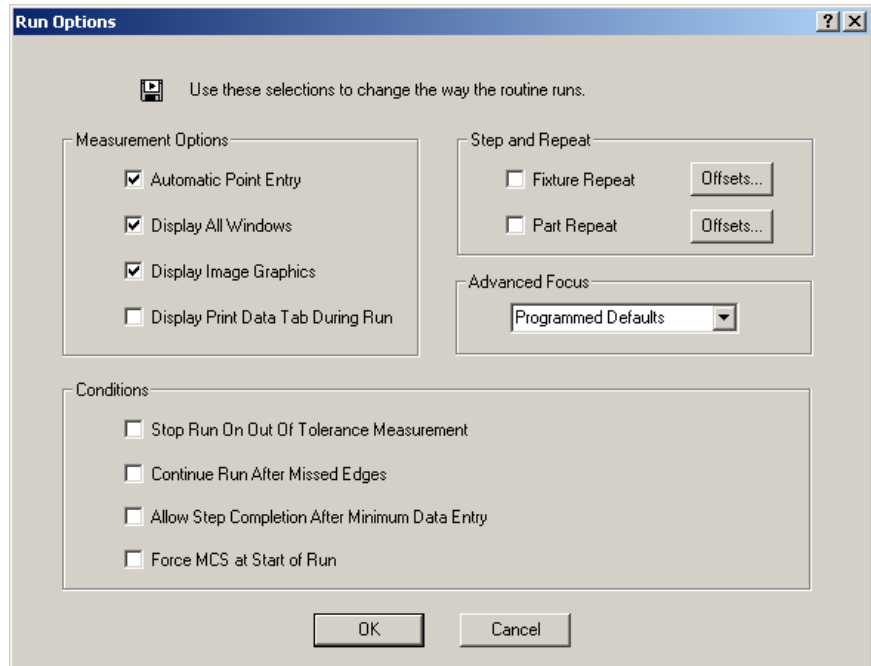 Run Options
Use these selections to change the way the routine runs.
Measurement Options
Automatic Point Entry
Display All Windows
Display Image Graphics
Display Print Data Tab During Run
Step and Repeat
Fixture Repeat Offsets...
Part Repeat Offsets...
Advanced Focus
Programmed Defaults
Conditions
Stop Run On Out Of Tolerance Measurement
Continue Run After Missed Edges
Allow Step Completion After Minimum Data Entry
Force MCS at Start of Run
OK Cancel